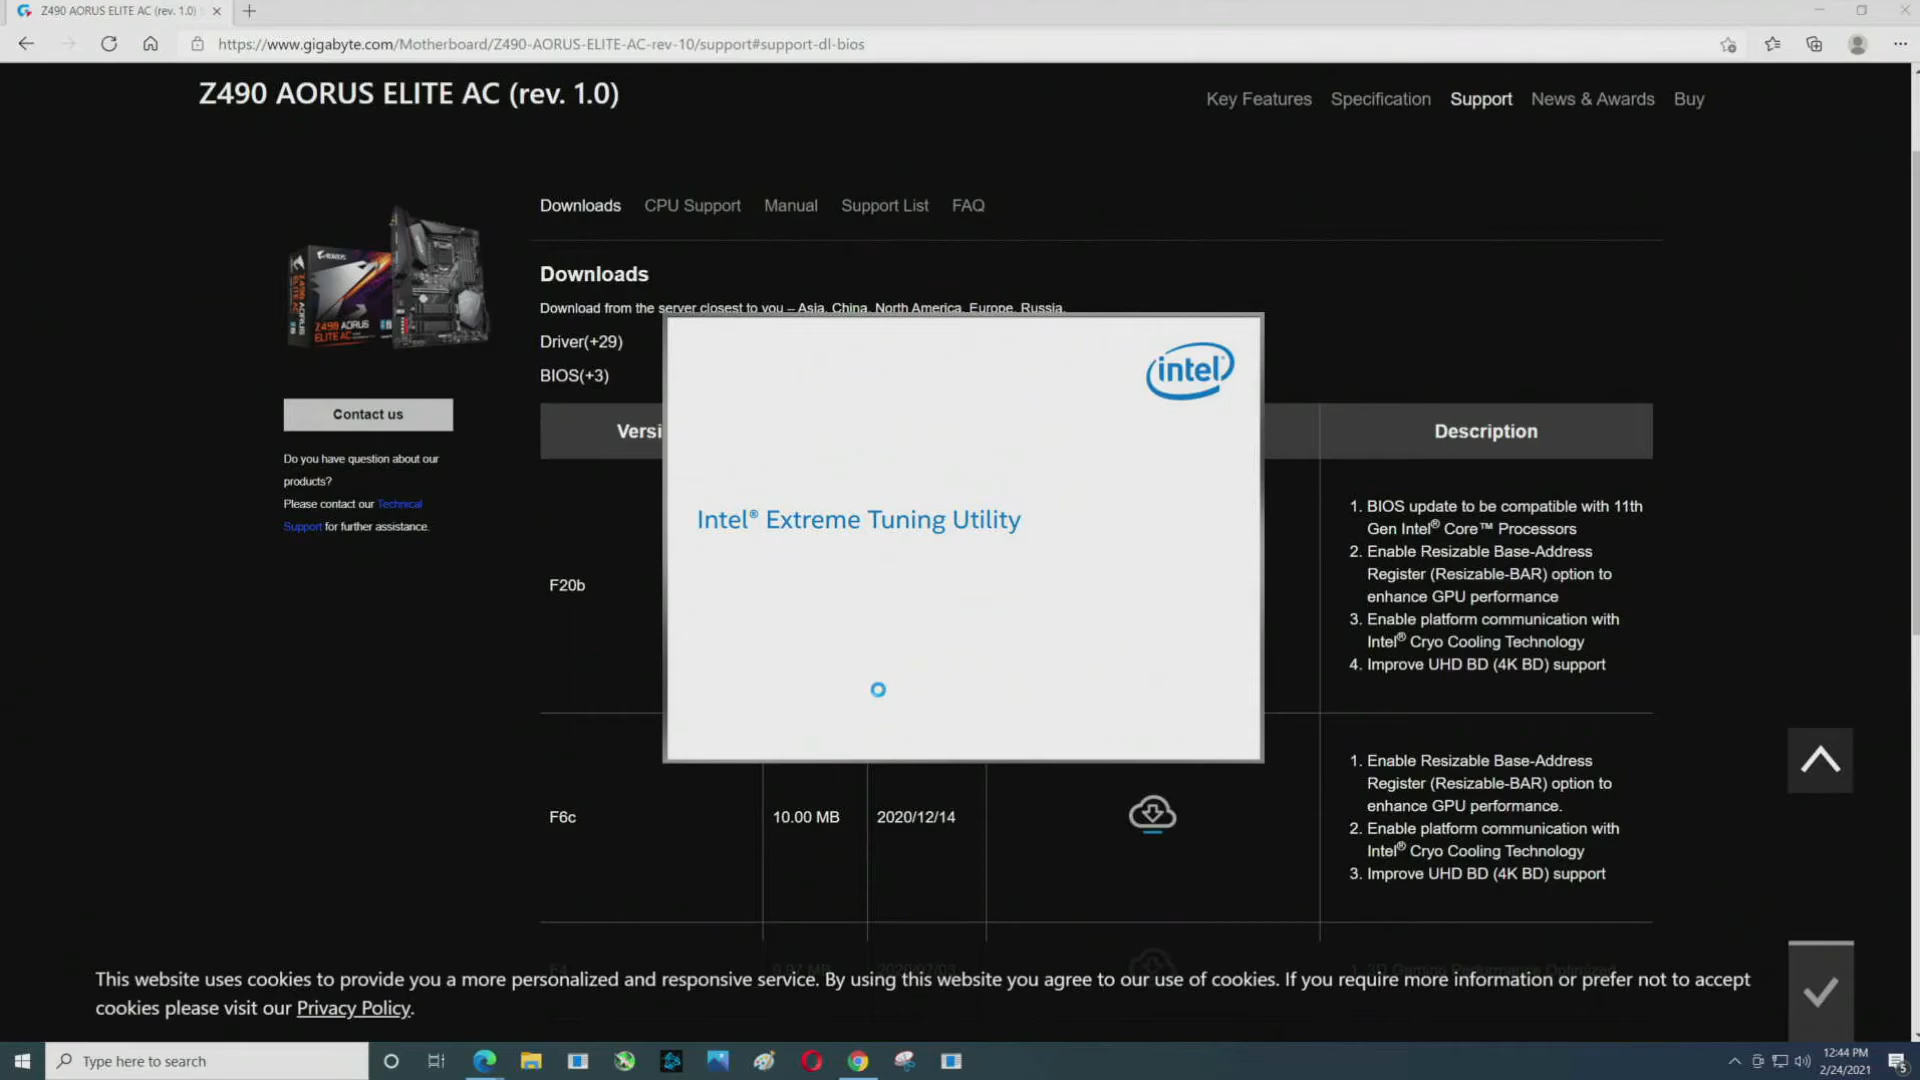 Z490 AORUS ELITE AC (rev. 1.0)
https://www.gigabyte.com/Motherboard/Z490-AORUS-ELITE-AC-rev-10/support#support-dl-bios
Z490 AORUS ELITE AC (rev. 1.0)
Key Features Specification Support News & Awards Buy
Downloads CPU Support Manual Support List FAQ
Downloads
Download from the server closest to you – Asia, China, North America, Europe, Russia.
Driver(+29)
BIOS(+3)
AORUS
Z490 AORUS
ELITE AC
Contact us
Do you have question about our
products?
Please contact our Technical
Support for further assistance.
Versi
Description
intel
Intel® Extreme Tuning Utility
F20b
1. BIOS update to be compatible with 11th
Gen Intel® Core™ Processors
2. Enable Resizable Base-Address
Register (Resizable-BAR) option to
enhance GPU performance
3. Enable platform communication with
Intel® Cryo Cooling Technology
4. Improve UHD BD (4K BD) support
F6c
10.00 MB
2020/12/14
1. Enable Resizable Base-Address
Register (Resizable-BAR) option to
enhance GPU performance.
2. Enable platform communication with
Intel® Cryo Cooling Technology
3. Improve UHD BD (4K BD) support
This website uses cookies to provide you a more personalized and responsive service. By using this website you agree to our use of cookies. If you require more information or prefer not to accept
cookies please visit our Privacy Policy.
Type here to search
12:44 PM
2/24/2021
5